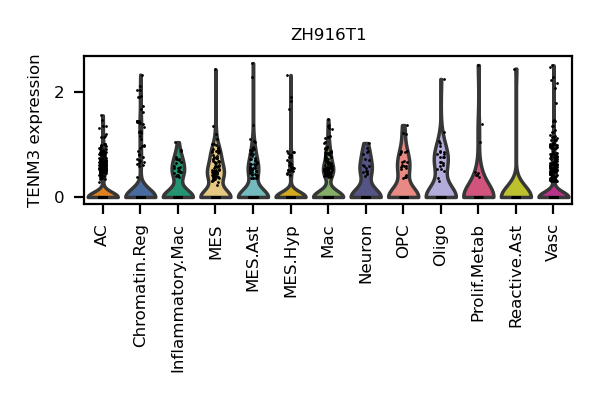 ZH916T1
TENM3 expression
2
0
AC
Chromatin.Reg
Inflammatory.Mac
MES
MES.Ast
MES.Hyp
Mac
Neuron
OPC
Oligo
Prolif.Metab
Reactive.Ast
Vasc